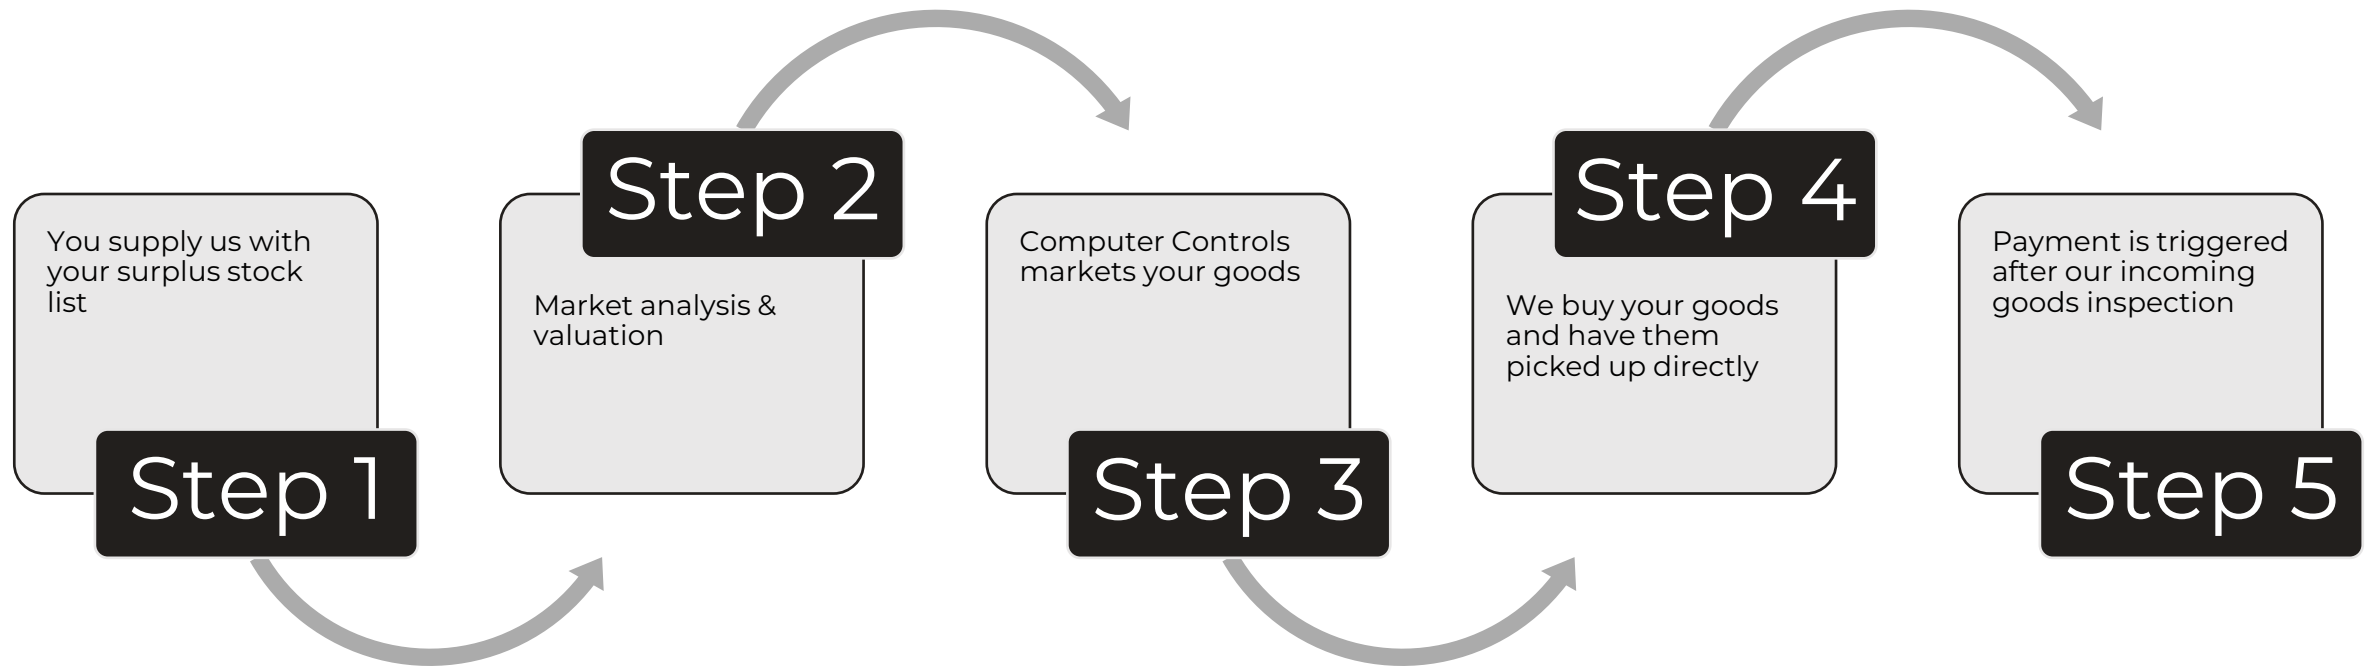 You supply us with
your surplus stock
list
Step 1
Step 2
Market analysis &
valuation
Computer Controls
markets your goods
Step 3
Step 4
We buy your goods
and have them
picked up directly
Payment is triggered
after our incoming
goods inspection
Step 5